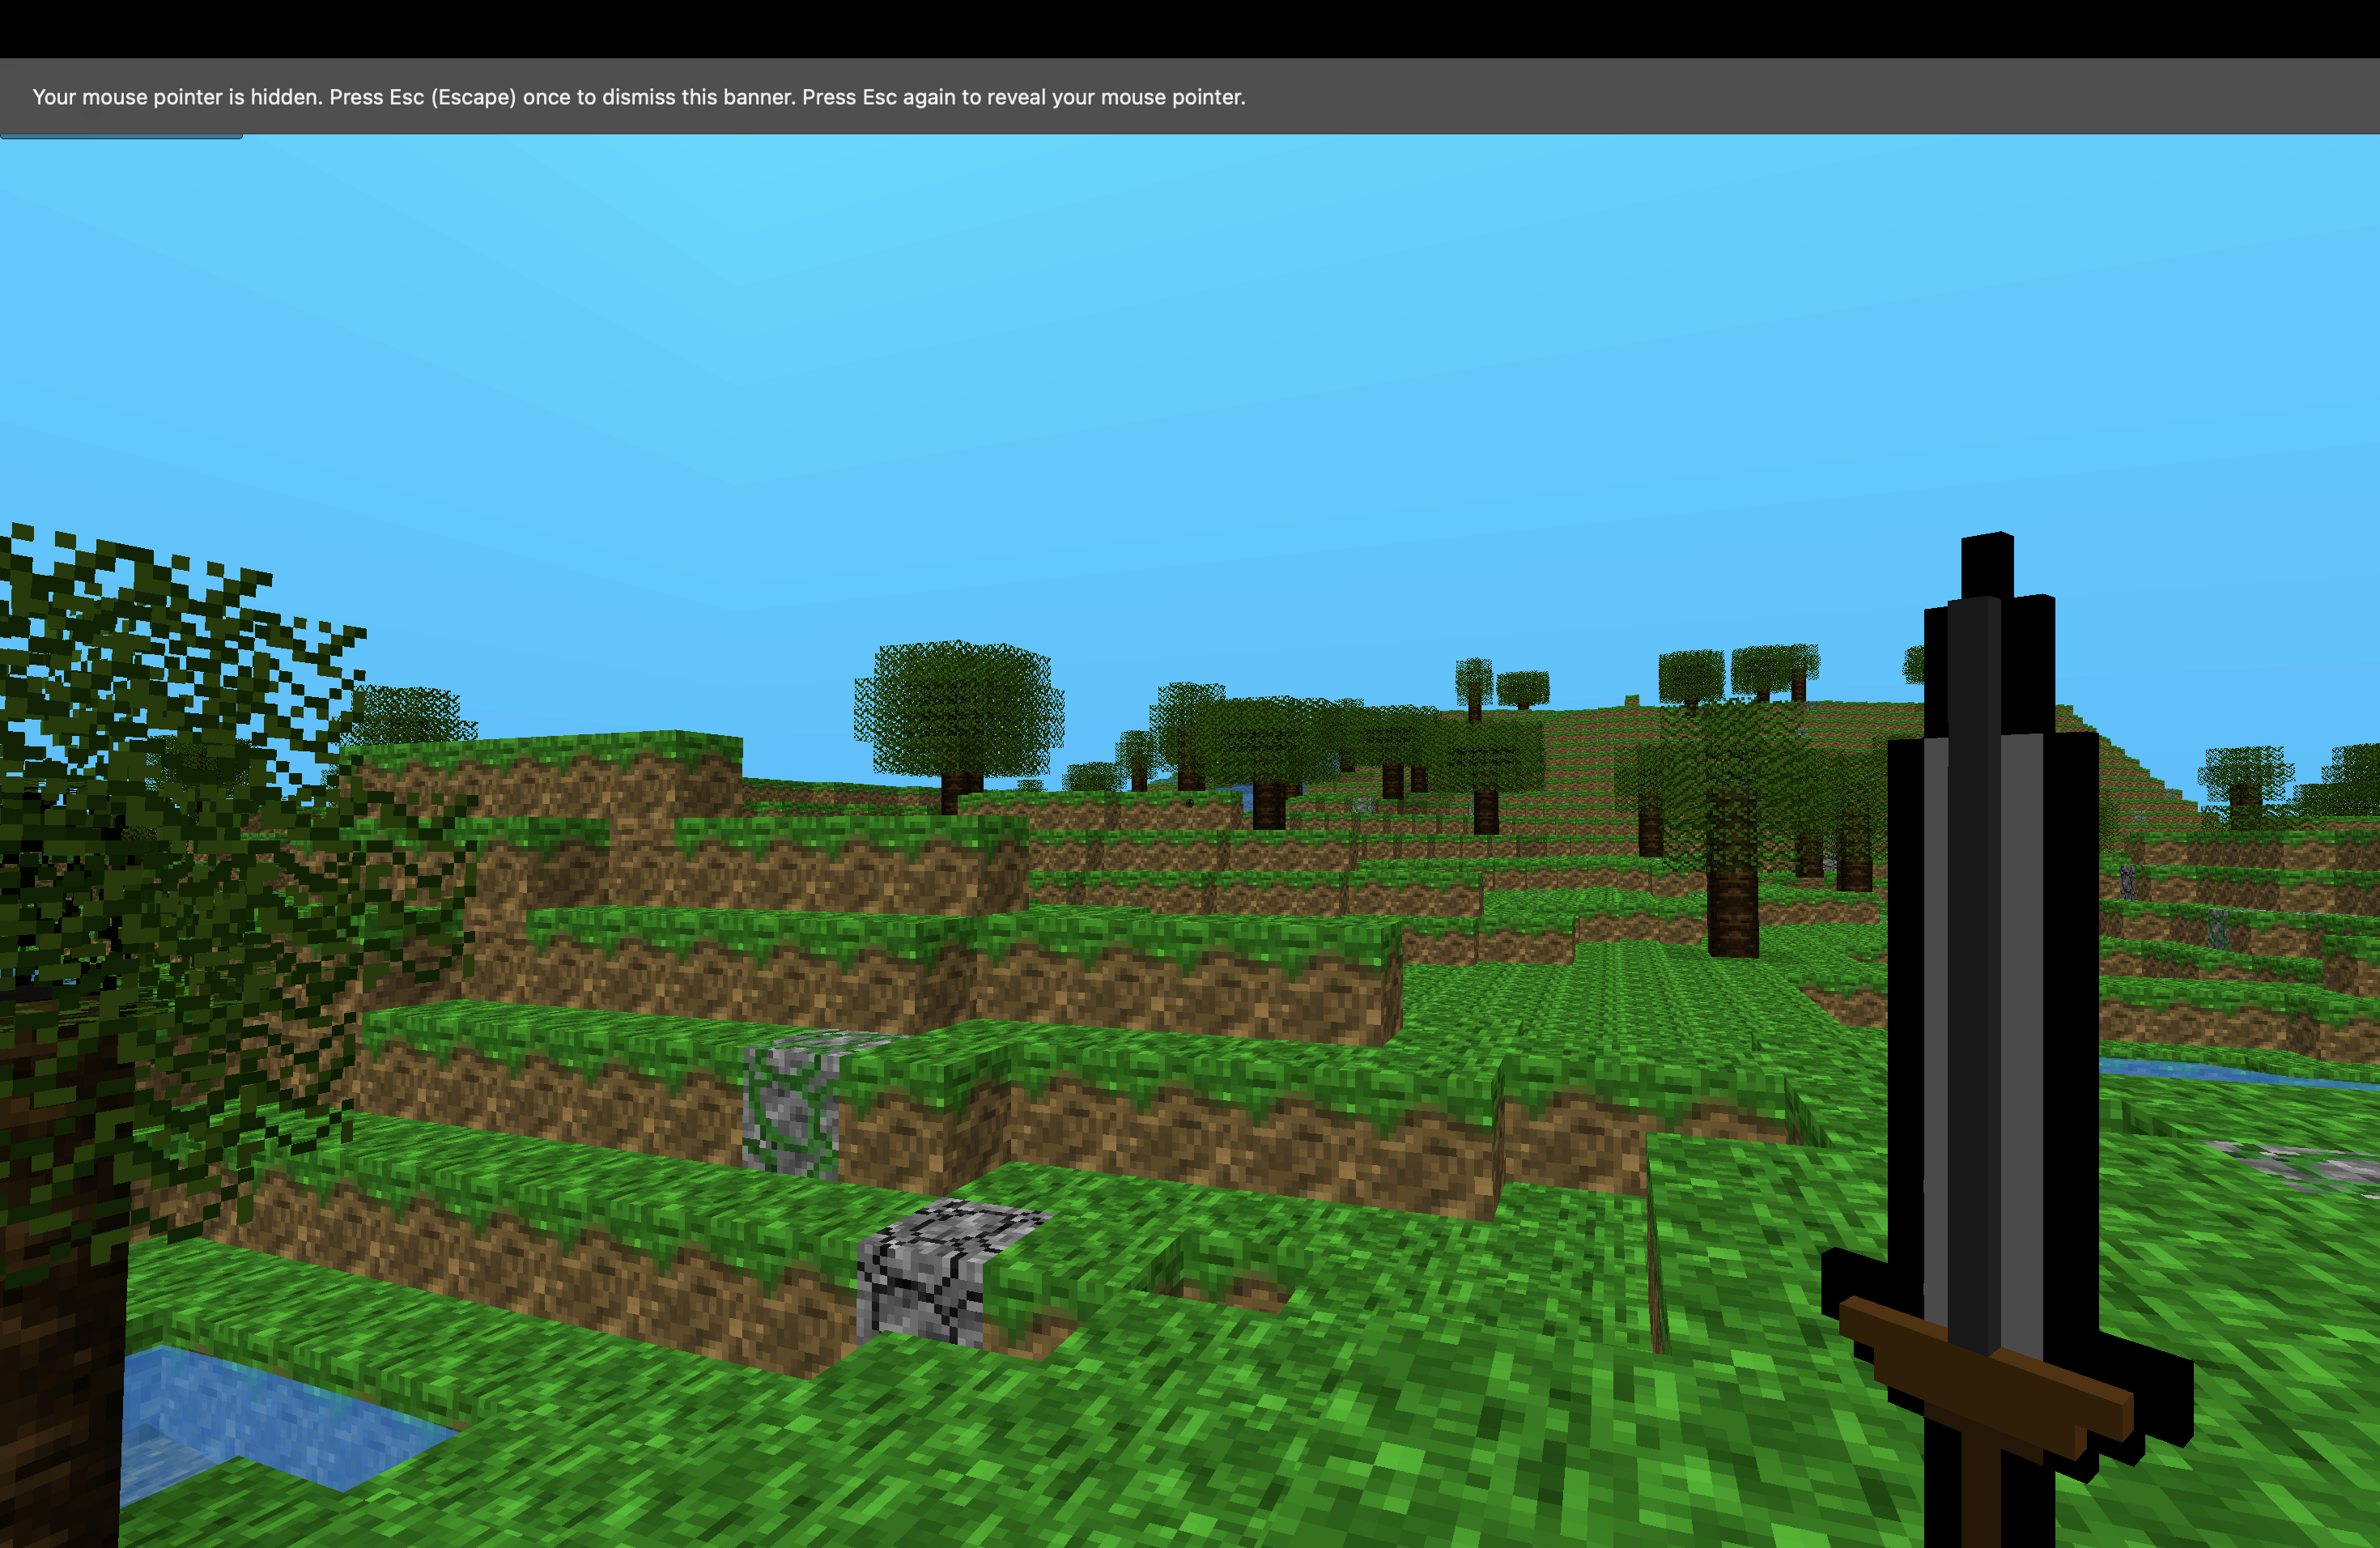 Your mouse pointer is hidden. Press Esc (Escape) once to dismiss this banner. Press Esc again to reveal your mouse pointer.